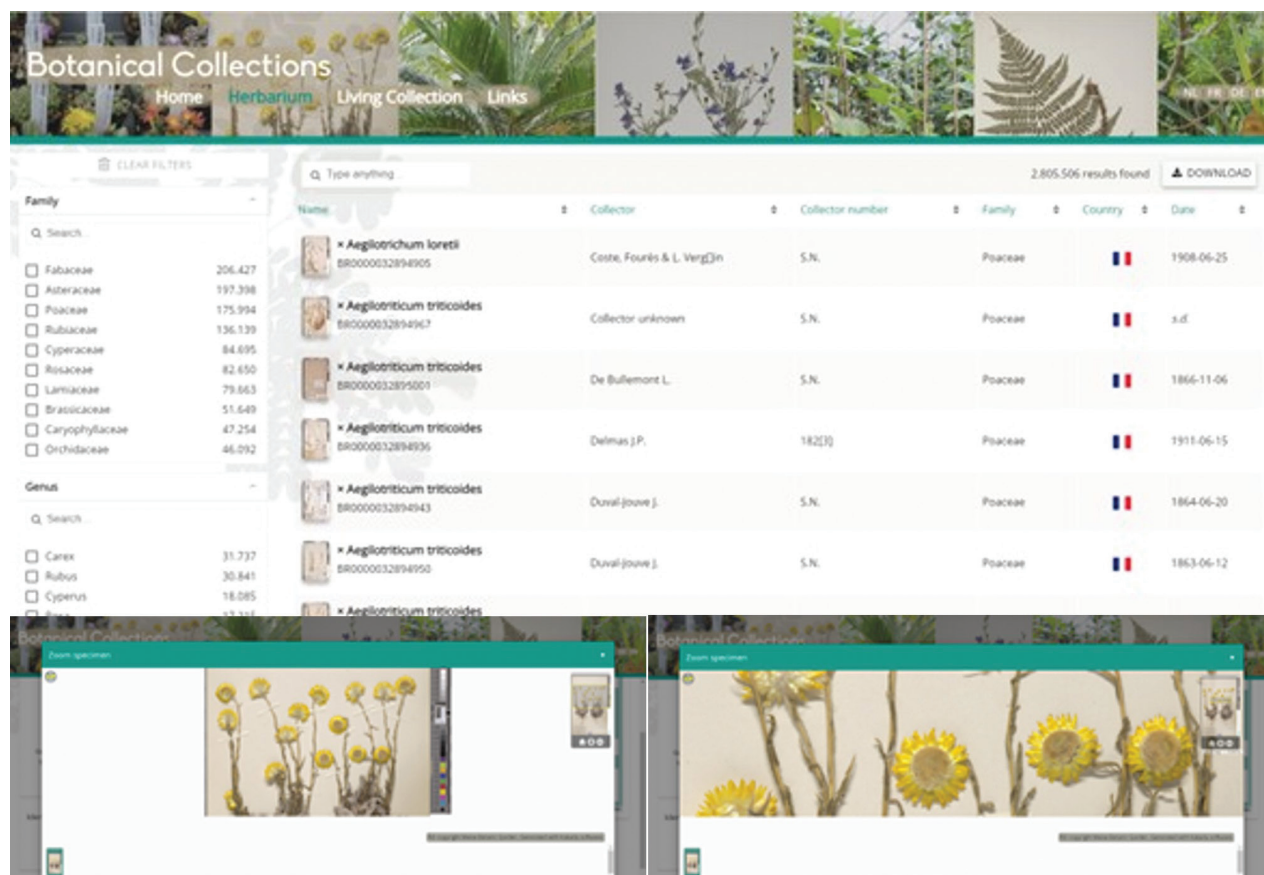 Botanical Collections
Home Herbarium Living Collection Links
NL FR DE EN
CLEAR FILTERS
Type anything
2.805.506 results found
DOWNLOAD
Family
Search...
Fabaceae 206.427
Asteraceae 197.398
Poaceae 175.994
Rubiaceae 136.139
Cyperaceae 84.695
Rosaceae 82.650
Lamiaceae 79.663
Brassicaceae 51.649
Caryophyllaceae 47.254
Orchidaceae 46.092
Genus
Search...
Carex 31.737
Rubus 30.841
Cyperus 18.085
Name Collector Collector number Family Country Date
× Aegilotrichum loretii
BR0000032894905
Coste, Fourés & L. Verg▯in S.N. Poaceae 1908-06-25
× Aegilotriticum triticoides
BR0000032894967
Collector unknown S.N. Poaceae s.d.
× Aegilotriticum triticoides
BR0000032895001
De Bullemont L. S.N. Poaceae 1866-11-06
× Aegilotriticum triticoides
BR0000032894936
Delmas J.P. 182[3] Poaceae 1911-06-15
× Aegilotriticum triticoides
BR0000032894943
Duval-Jouve J. S.N. Poaceae 1864-06-20
× Aegilotriticum triticoides
BR0000032894950
Duval-Jouve J. S.N. Poaceae 1863-06-12
× Aegilotriticum triticoides
Botanical Collections
Zoom specimen
Botanical Collections
Zoom specimen